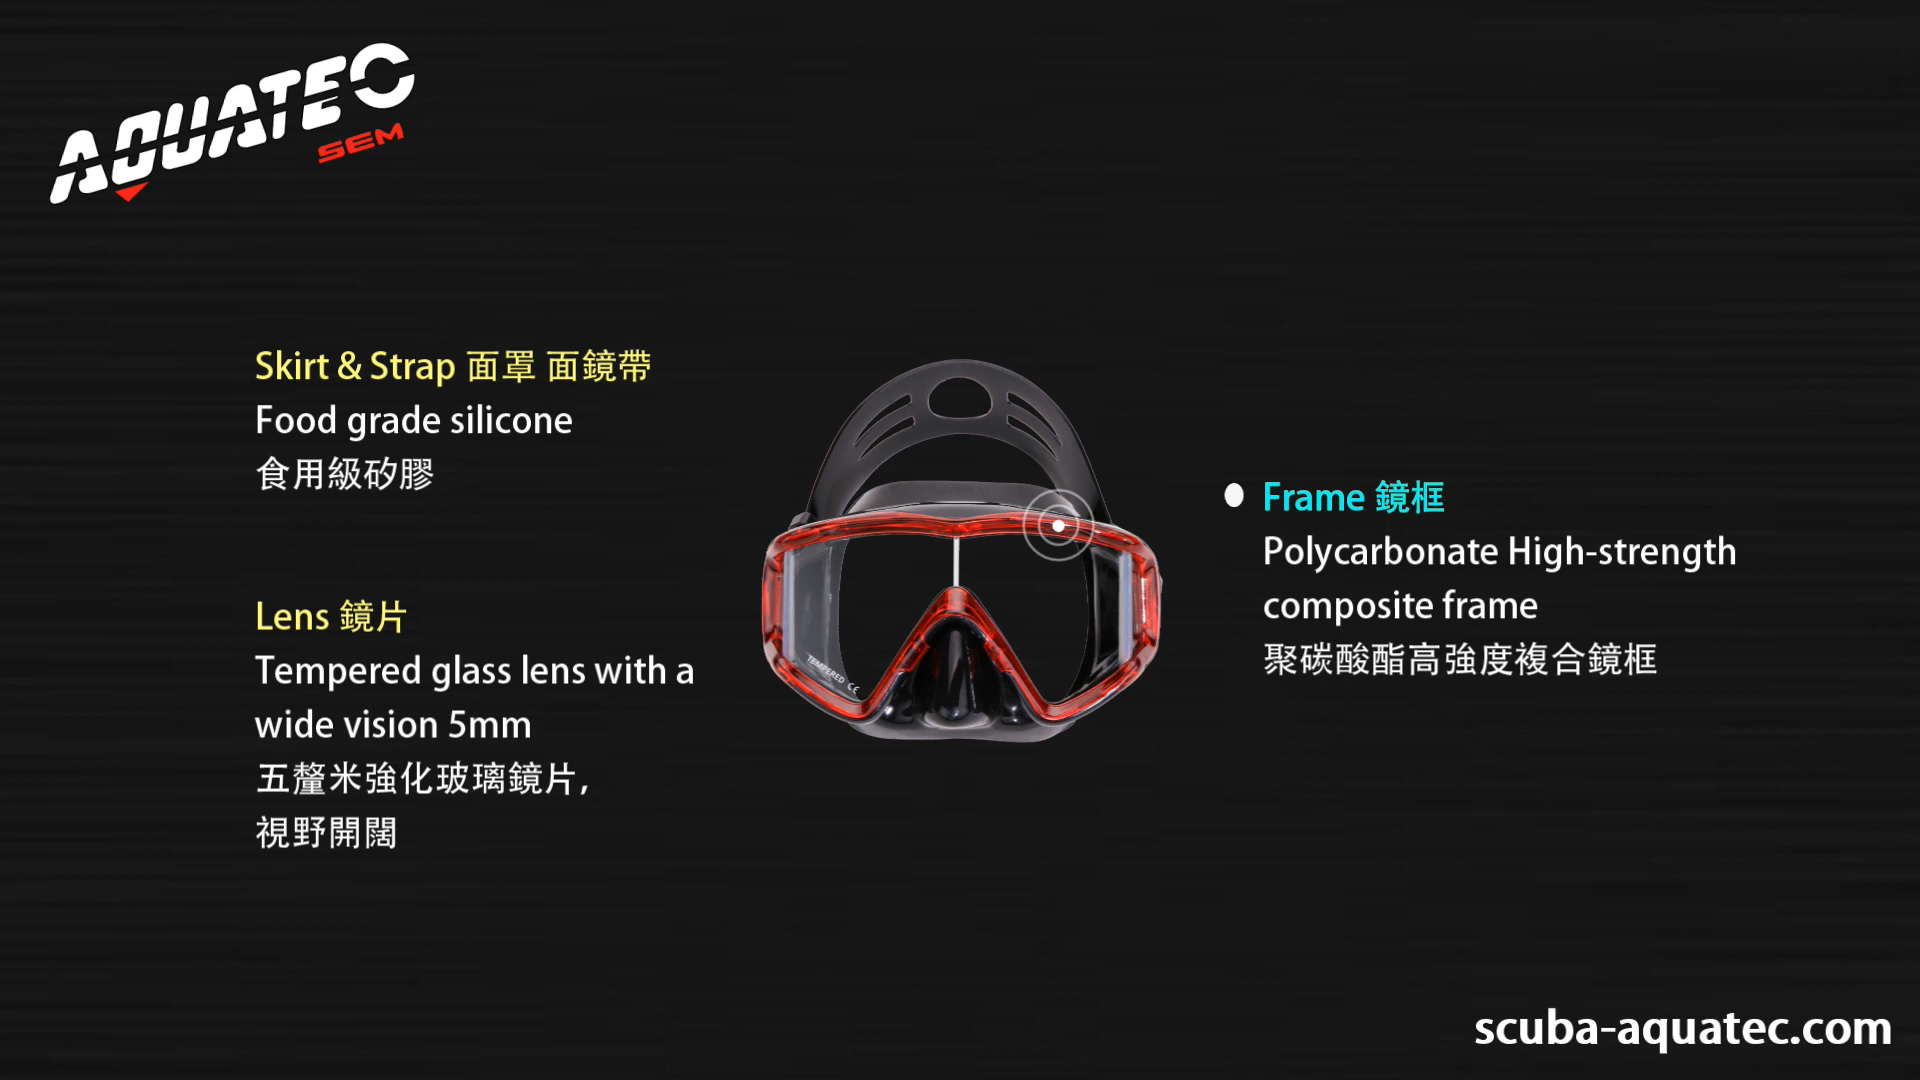 AQUATEC
SEM
Skirt & Strap 面罩 面鏡帶
Food grade silicone
食用級矽膠
Lens 鏡片
Tempered glass lens with a
wide vision 5mm
五釐米強化玻璃鏡片,
視野開闊
TEMPERED CE
Frame 鏡框
Polycarbonate High-strength
composite frame
聚碳酸酯高強度複合鏡框
scuba-aquatec.com